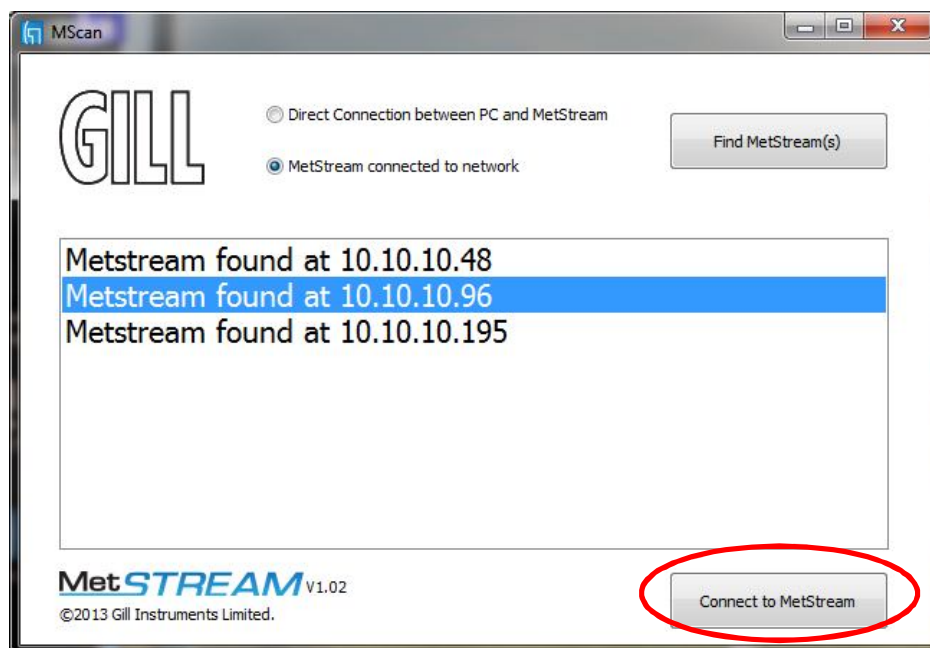 MScan
GILL
Direct Connection between PC and MetStream
Find MetStream(s)
MetStream connected to network
Metstream found at 10.10.10.48
Metstream found at 10.10.10.96
Metstream found at 10.10.10.195
MetSTREAM V1.02
©2013 Gill Instruments Limited.
Connect to MetStream